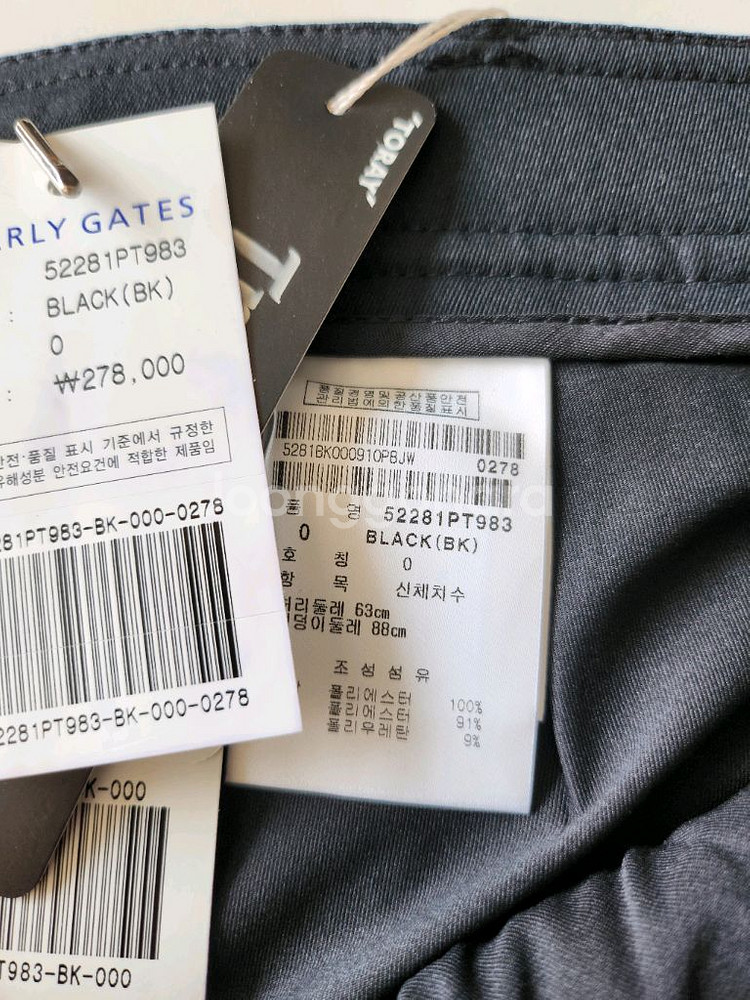 "TORAY"
RLY GATES
52281PT983
: BLACK(BK)
0
: ₩278,000
안전·품질 표시 기준에서 규정한
유해성분 안전요건에 적합한 제품임
81PT983-BK-000-0278
2281PT983-BK-000-0278
K-000
T983-BK-000
품질경영및공산품안전
관리법에의한품질표시
5281BK000910PBJW
0278
품 명 52281PT983
0 BLACK(BK)
호 칭 0
항 목 신체치수
허리둘레 63cm
엉덩이둘레 88cm
조성섬유
폴리에스터 100%
폴리에스터 91%
폴리우레탄 9%